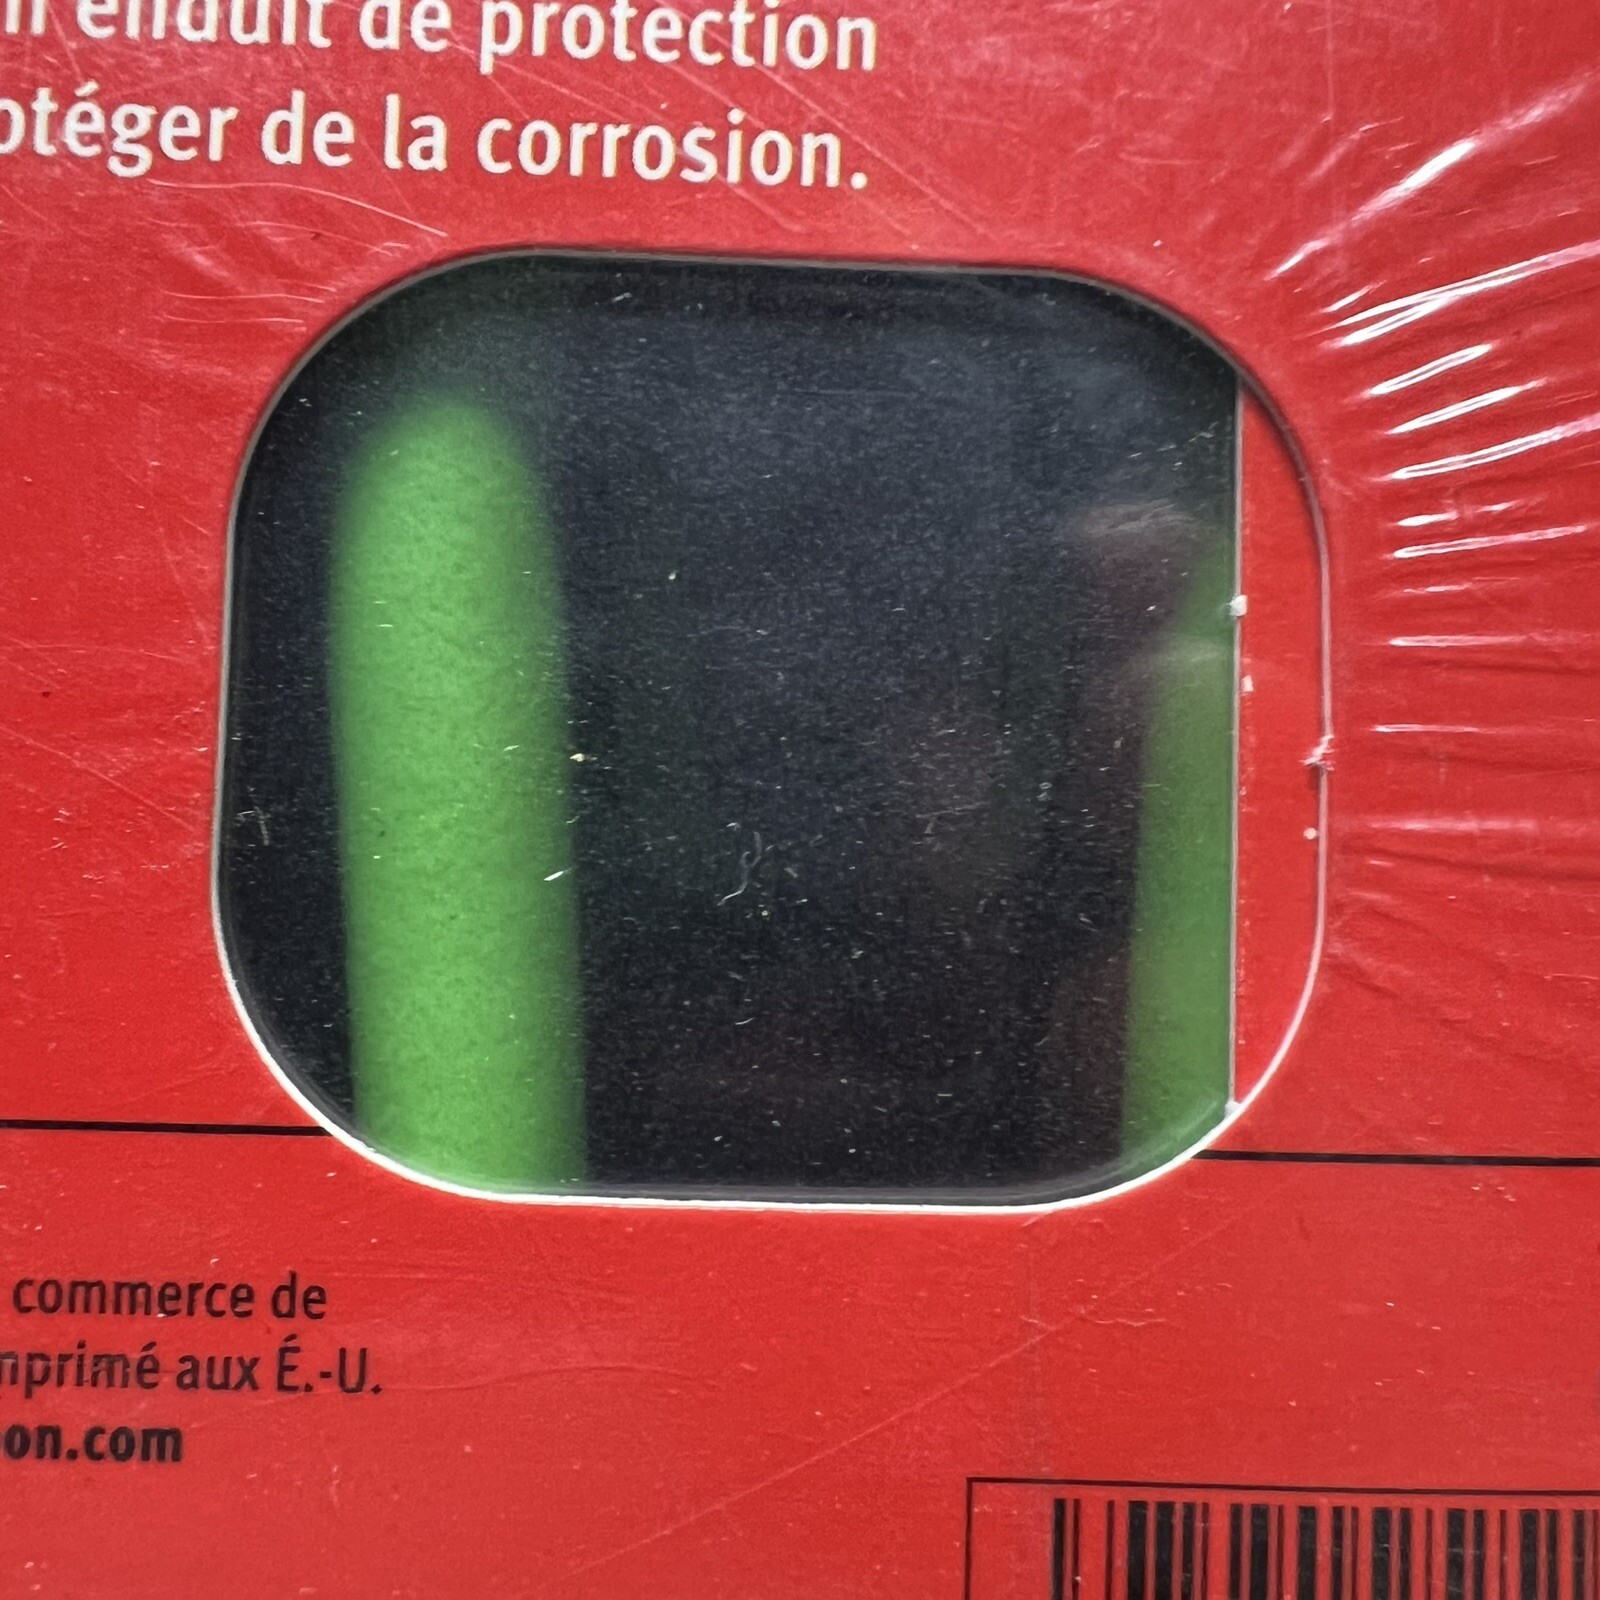 enduit de protection
otéger de la corrosion.
commerce de
nprimé aux É.-U.
on.com